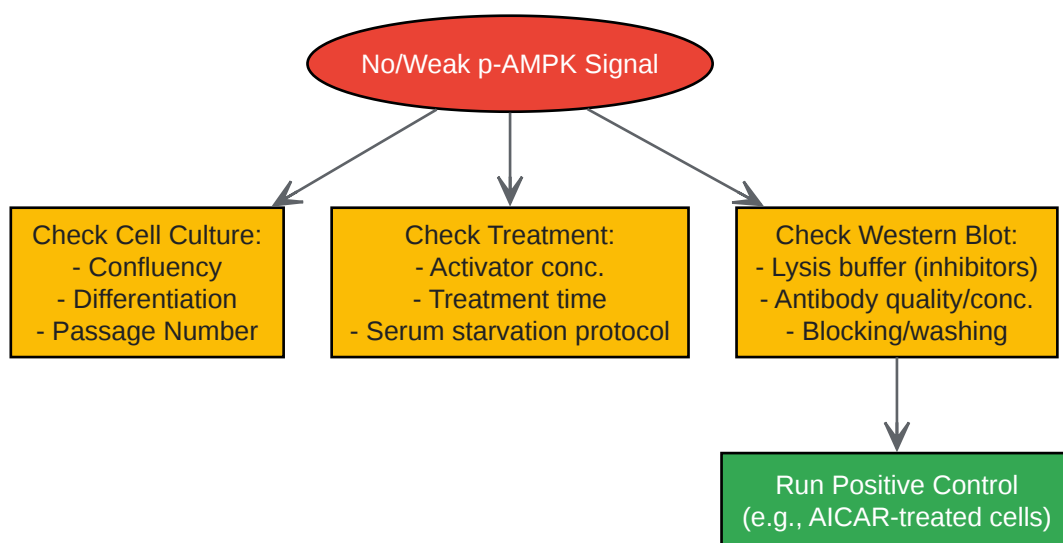 No/Weak p-AMPK Signal
Check Cell Culture:
- Confluency
- Differentiation
- Passage Number
Check Treatment:
- Activator conc.
- Treatment time
- Serum starvation protocol
Check Western Blot:
- Lysis buffer (inhibitors)
- Antibody quality/conc.
- Blocking/washing
Run Positive Control
(e.g., AICAR-treated cells)